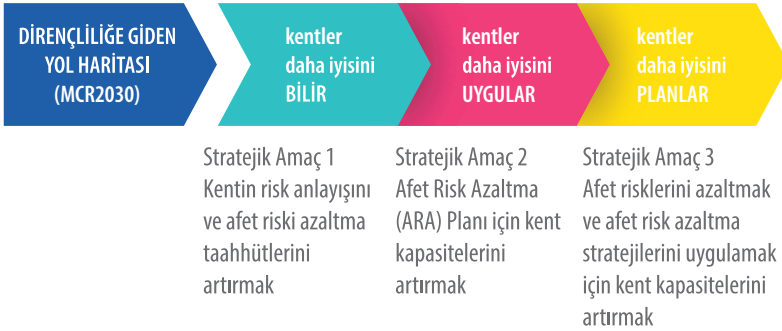 DİRENÇLİLİĞE GİDEN
YOL HARİTASI
(MCR2030)
kentler
daha iyisini
BİLİR
kentler
daha iyisini
UYGULAR
kentler
daha iyisini
PLANLAR
Stratejik Amaç 1
Kentin risk anlayışını
ve afet riski azaltma
taahhütlerini
artırmak
Stratejik Amaç 2
Afet Risk Azaltma
(ARA) Planı için kent
kapasitelerini
artırmak
Stratejik Amaç 3
Afet risklerini azaltmak
ve afet risk azaltma
stratejilerini uygulamak
için kent kapasitelerini
artırmak